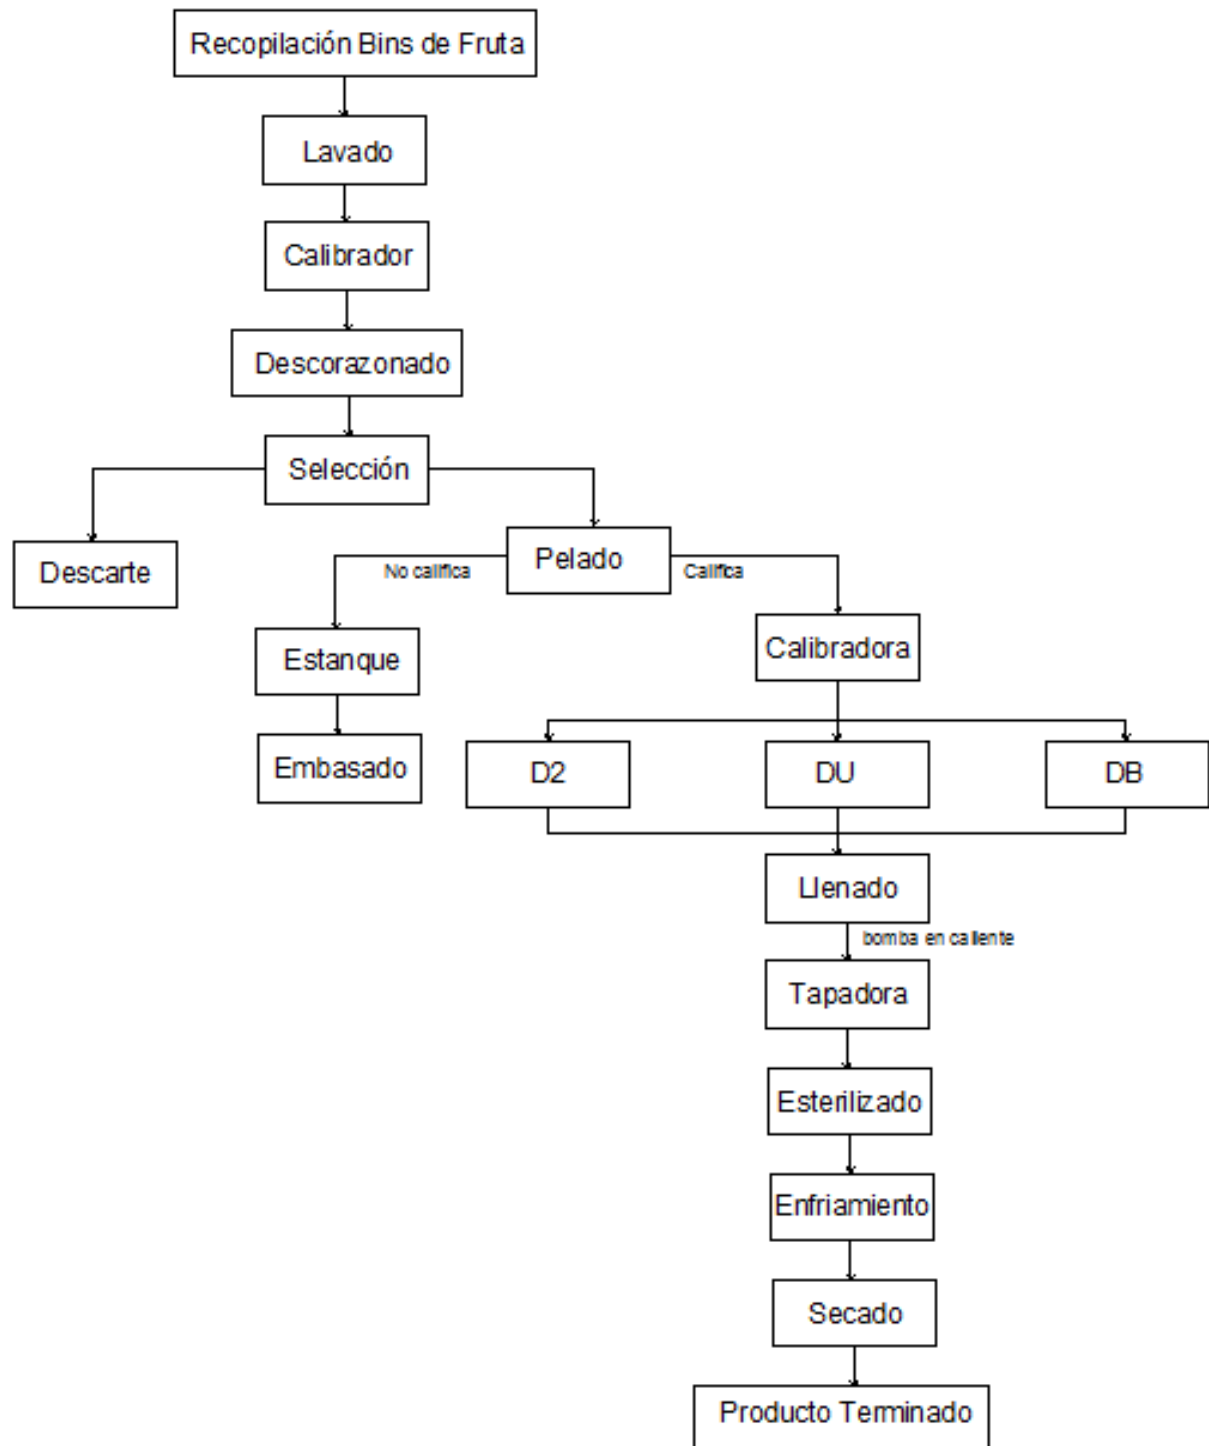 Recopilación Bins de Fruta
Lavado
Calibrador
Descorazonado
Selección
Descarte
Pelado
No califica
Califica
Estanque
Calibradora
Embasado
D2
DU
DB
Llenado
bomba en caliente
Tapadora
Esterilizado
Enfriamiento
Secado
Producto Terminado